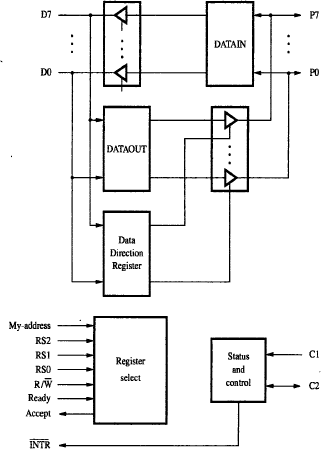 D7
DATAIN
P7
D0
P0
DATAOUT
Data
Direction
Register
My-address
RS2
RS1
RS0
R/W̅
Ready
Accept
Register
select
Status
and
control
C1
C2
I̅N̅T̅R̅